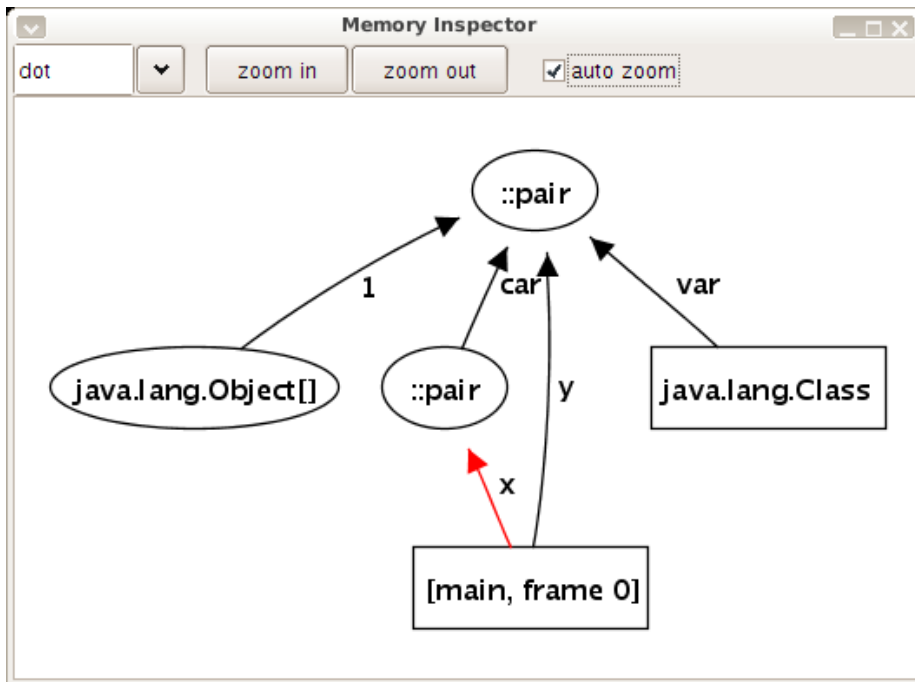 Memory Inspector
dot
zoom in
zoom out
auto zoom
::pair
1
car
var
java.lang.Object[]
::pair
y
java.lang.Class
x
[main, frame 0]